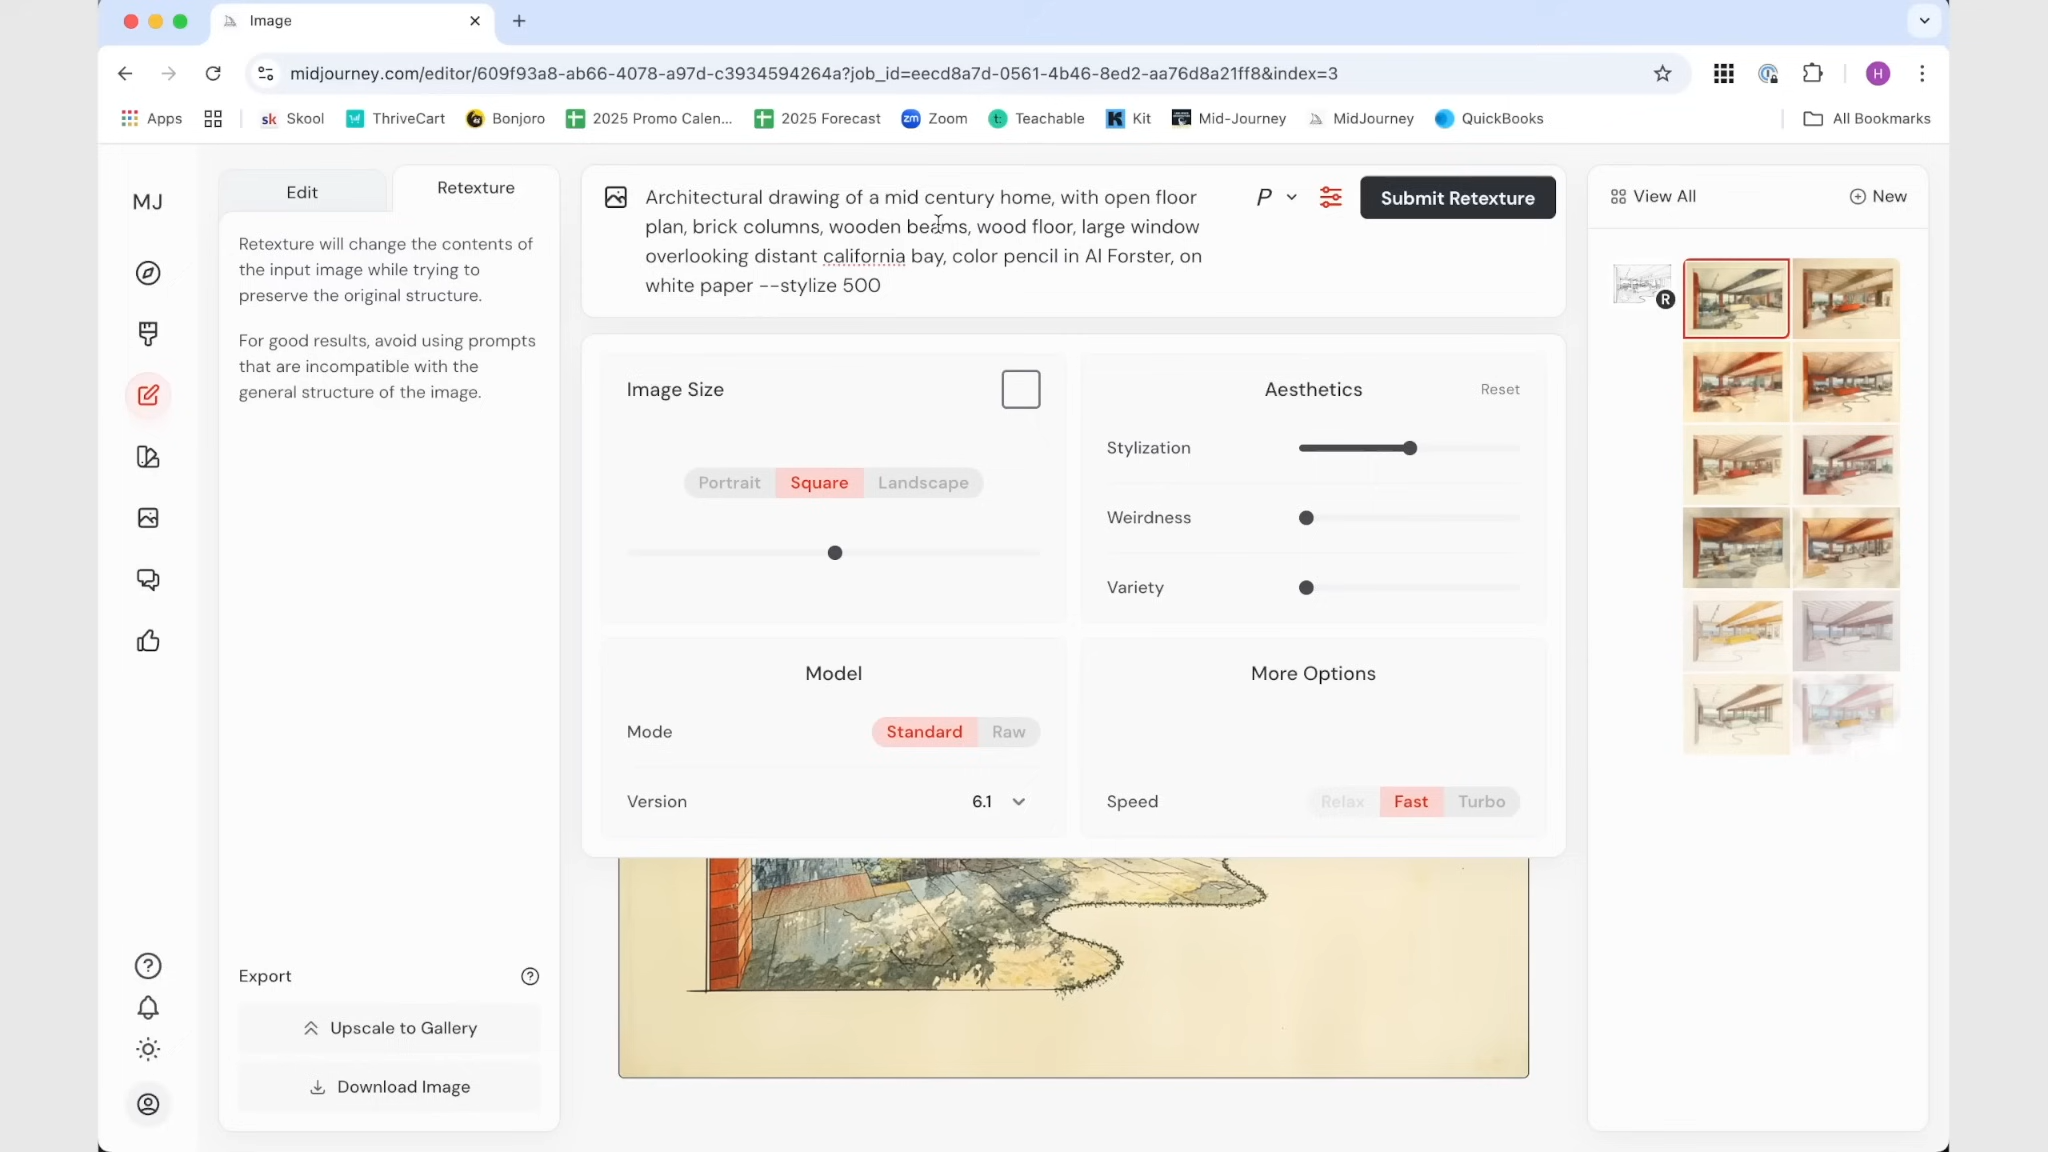 Image
midjourney.com/editor/609f93a8-ab66-4078-a97d-c3934594264a?job_id=eecd8a7d-0561-4b46-8ed2-aa76d8a21ff8&index=3
H
Apps
sk Skool
ThriveCart
Bonjoro
2025 Promo Calen...
2025 Forecast
zm Zoom
t: Teachable
K Kit
Mid-Journey
MidJourney
QuickBooks
All Bookmarks
MJ
Edit
Retexture
Retexture will change the contents of
the input image while trying to
preserve the original structure.
For good results, avoid using prompts
that are incompatible with the
general structure of the image.
Export
Upscale to Gallery
Download Image
Architectural drawing of a mid century home, with open floor
plan, brick columns, wooden beams, wood floor, large window
overlooking distant california bay, color pencil in Al Forster, on
white paper --stylize 500
P
Submit Retexture
Image Size
Portrait
Square
Landscape
Aesthetics
Reset
Stylization
Weirdness
Variety
Model
Mode
Standard
Raw
Version
6.1
More Options
Speed
Relax
Fast
Turbo
View All
New
R